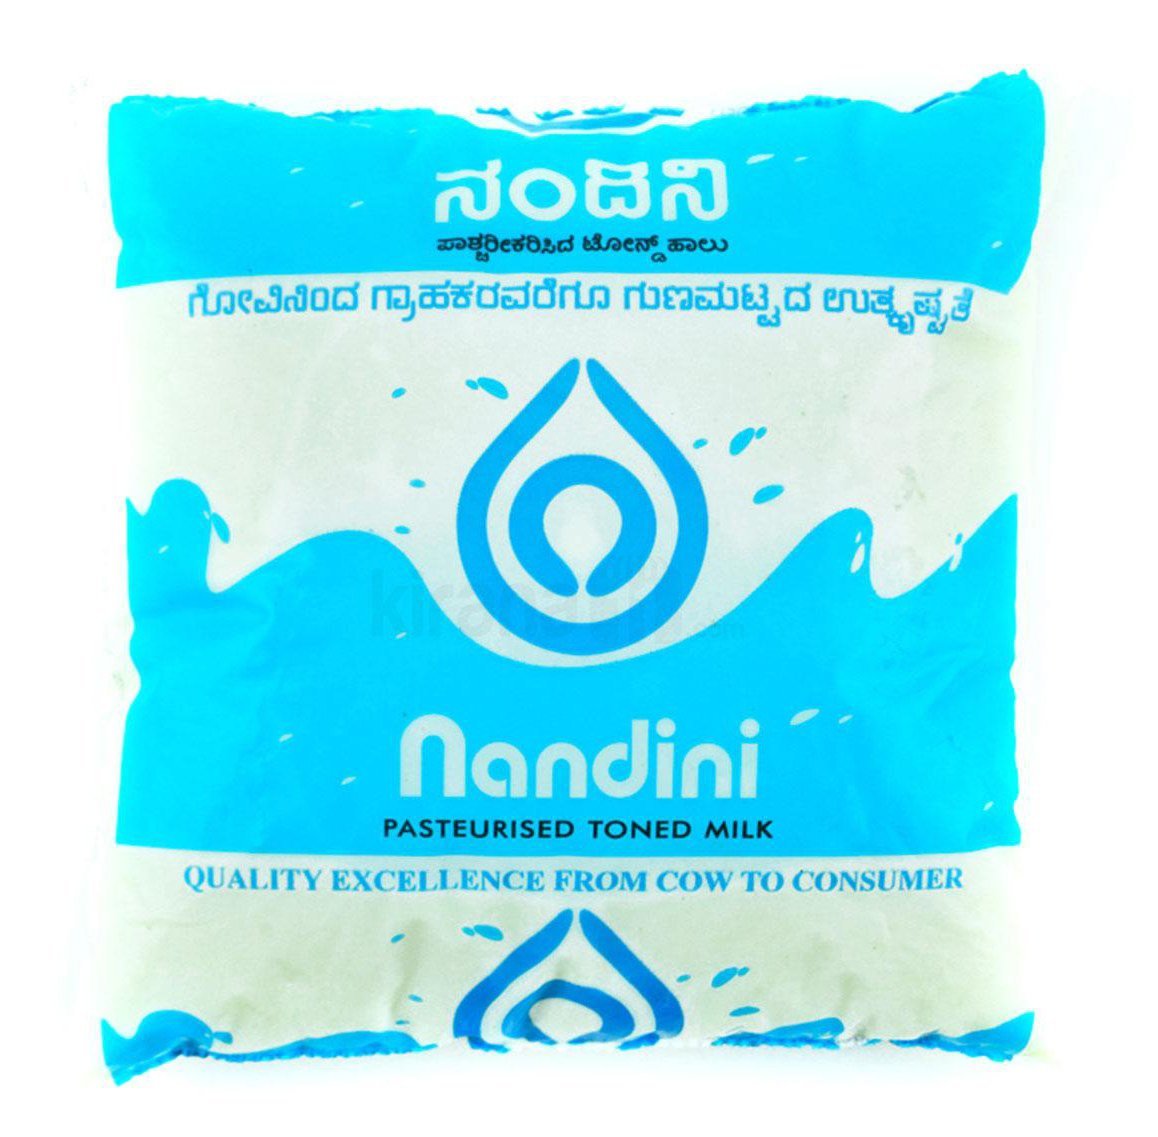 ನಂದಿನಿ
ಪಾಶ್ಚರೀಕರಿಸಿದ ಟೋನ್ಡ್ ಹಾಲು
ಗೋವಿನಿಂದ ಗ್ರಾಹಕರವರೆಗೂ ಗುಣಮಟ್ಟದ ಉತ್ಕೃಷ್ಟತೆ
nandini
PASTEURISED TONED MILK
QUALITY EXCELLENCE FROM COW TO CONSUMER